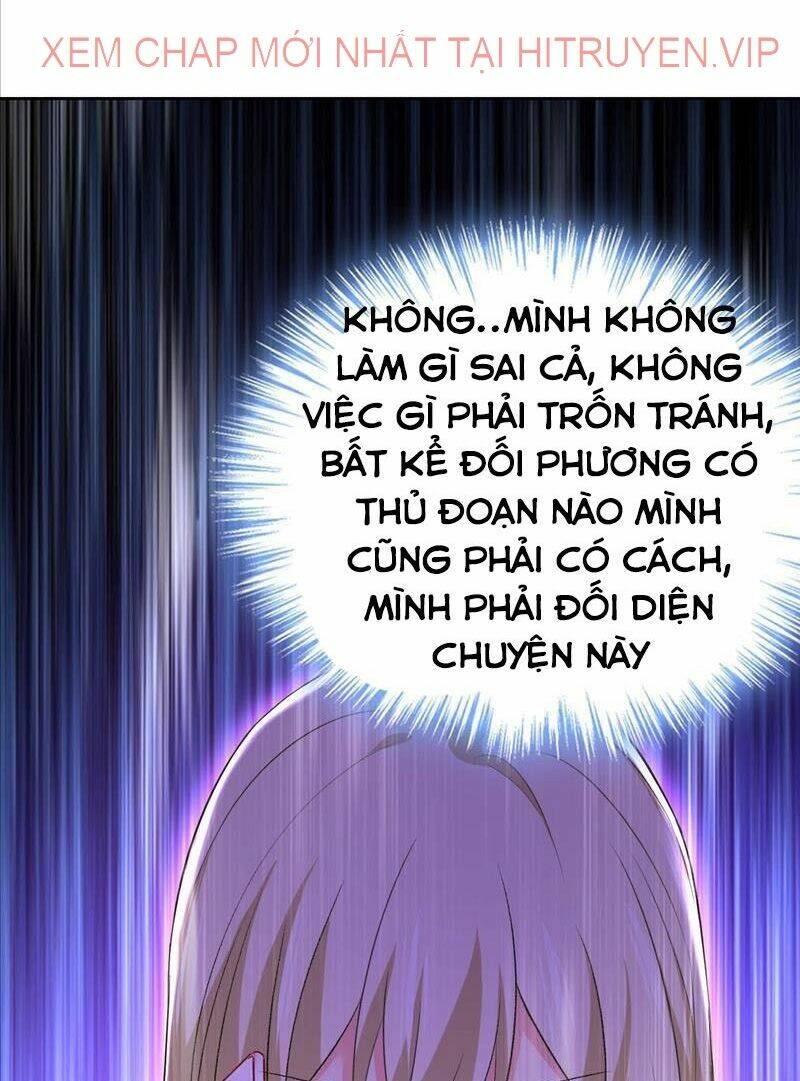 XEM CHAP MỚI NHẤT TẠI HITRUYEN.VIP
KHÔNG..MÌNH KHÔNG
LÀM GÌ SAI CẢ, KHÔNG
VIỆC GÌ PHẢI TRỐN TRÁNH,
BẤT KỂ ĐỐI PHƯƠNG CÓ
THỦ ĐOẠN NÀO MÌNH
CŨNG PHẢI CÓ CÁCH,
MÌNH PHẢI ĐỐI DIỆN
CHUYỆN NÀY